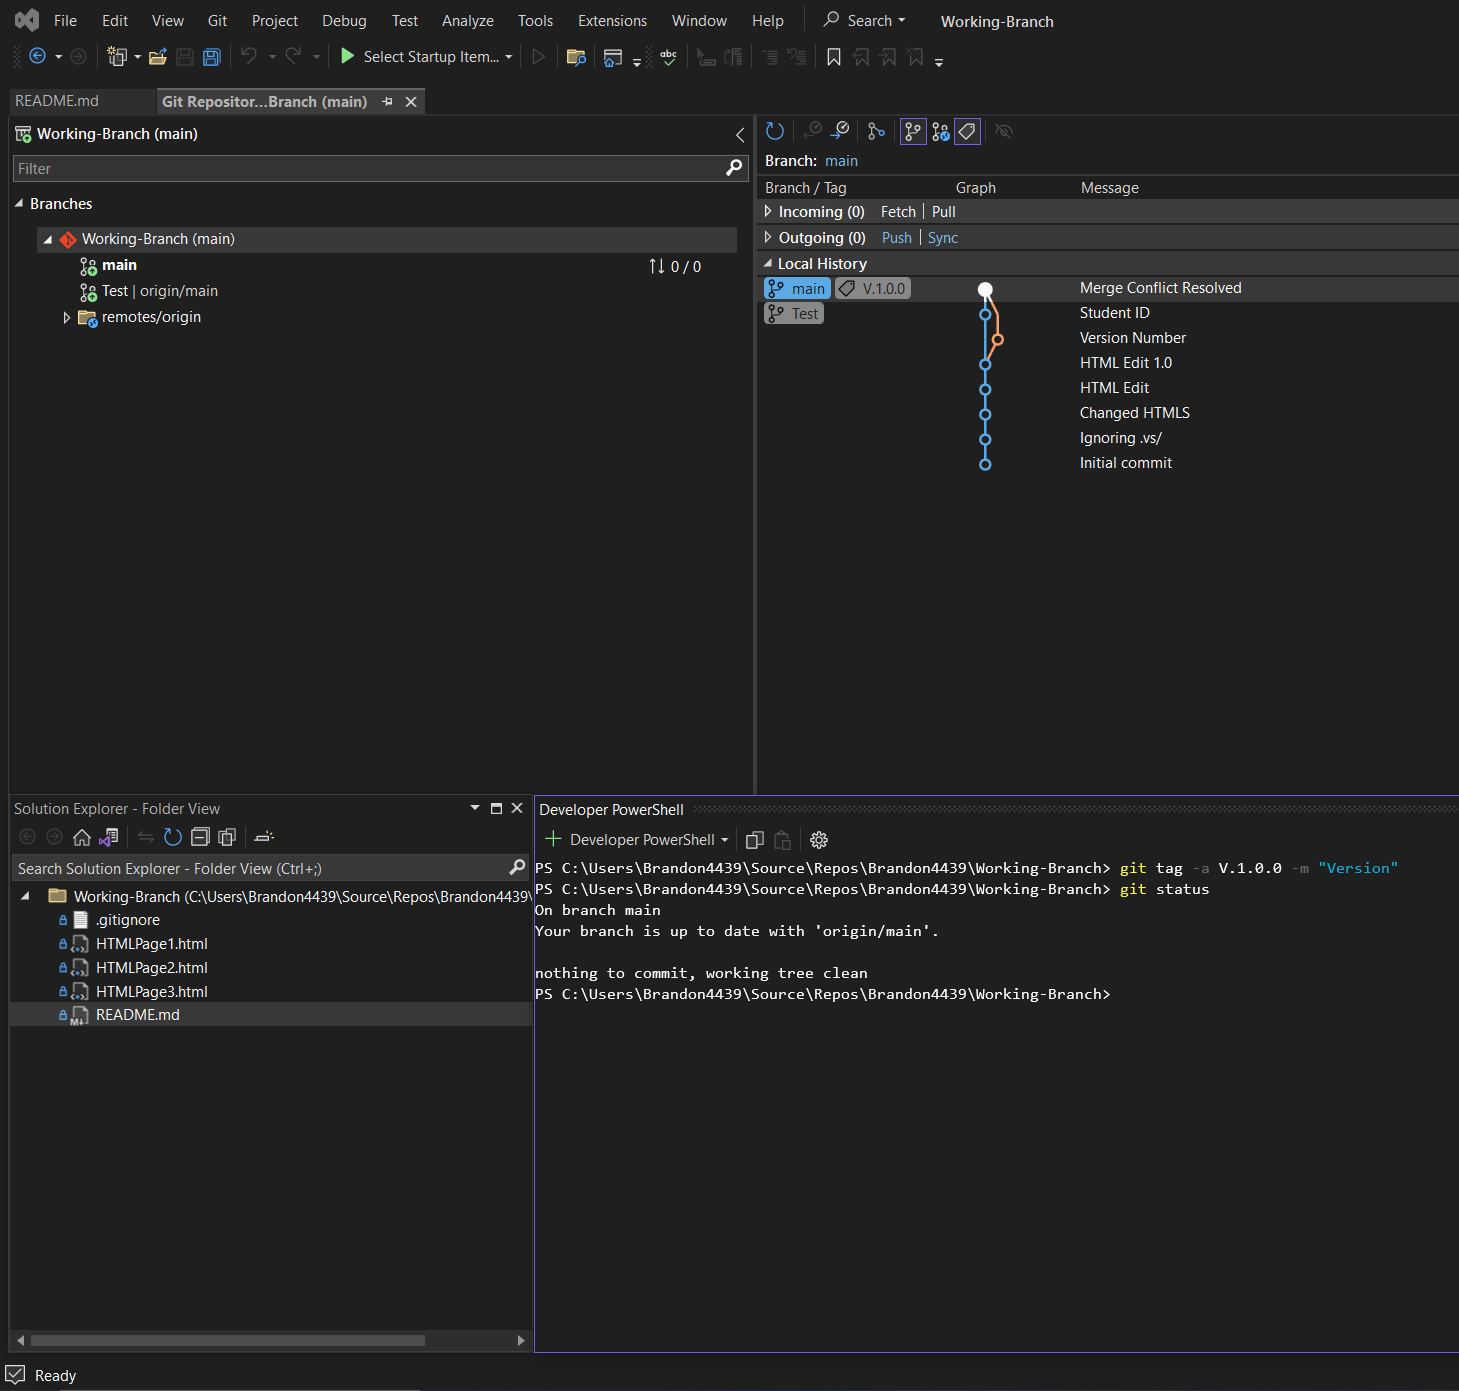 File Edit View Git Project Debug Test Analyze Tools Extensions Window Help Search Working-Branch
Select Startup Item...
abc
README.md
Git Repositor...Branch (main)
Working-Branch (main)
Filter
Branches
Working-Branch (main)
main 0 / 0
Test | origin/main
remotes/origin
Branch: main
Branch / Tag Graph Message
Incoming (0) Fetch | Pull
Outgoing (0) Push | Sync
Local History
main V.1.0.0 Merge Conflict Resolved
Test Student ID
Version Number
HTML Edit 1.0
HTML Edit
Changed HTMLS
Ignoring .vs/
Initial commit
Solution Explorer - Folder View
Search Solution Explorer - Folder View (Ctrl+;)
Working-Branch (C:\Users\Brandon4439\Source\Repos\Brandon4439\
.gitignore
HTMLPage1.html
HTMLPage2.html
HTMLPage3.html
README.md
Developer PowerShell
Developer PowerShell
PS C:\Users\Brandon4439\Source\Repos\Brandon4439\Working-Branch> git tag -a V.1.0.0 -m "Version"
PS C:\Users\Brandon4439\Source\Repos\Brandon4439\Working-Branch> git status
On branch main
Your branch is up to date with 'origin/main'.
nothing to commit, working tree clean
PS C:\Users\Brandon4439\Source\Repos\Brandon4439\Working-Branch>
Ready